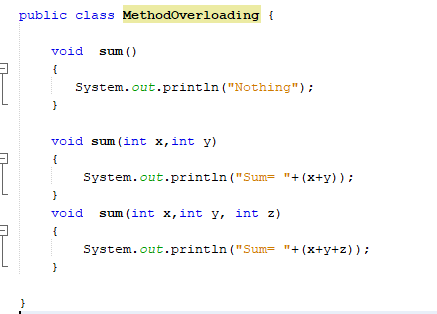 public class MethodOverloading {
void sum()
{
System.out.println("Nothing");
}
void sum(int x,int y)
{
System.out.println("Sum= "+(x+y));
}
void sum(int x,int y, int z)
{
System.out.println("Sum= "+(x+y+z));
}
}